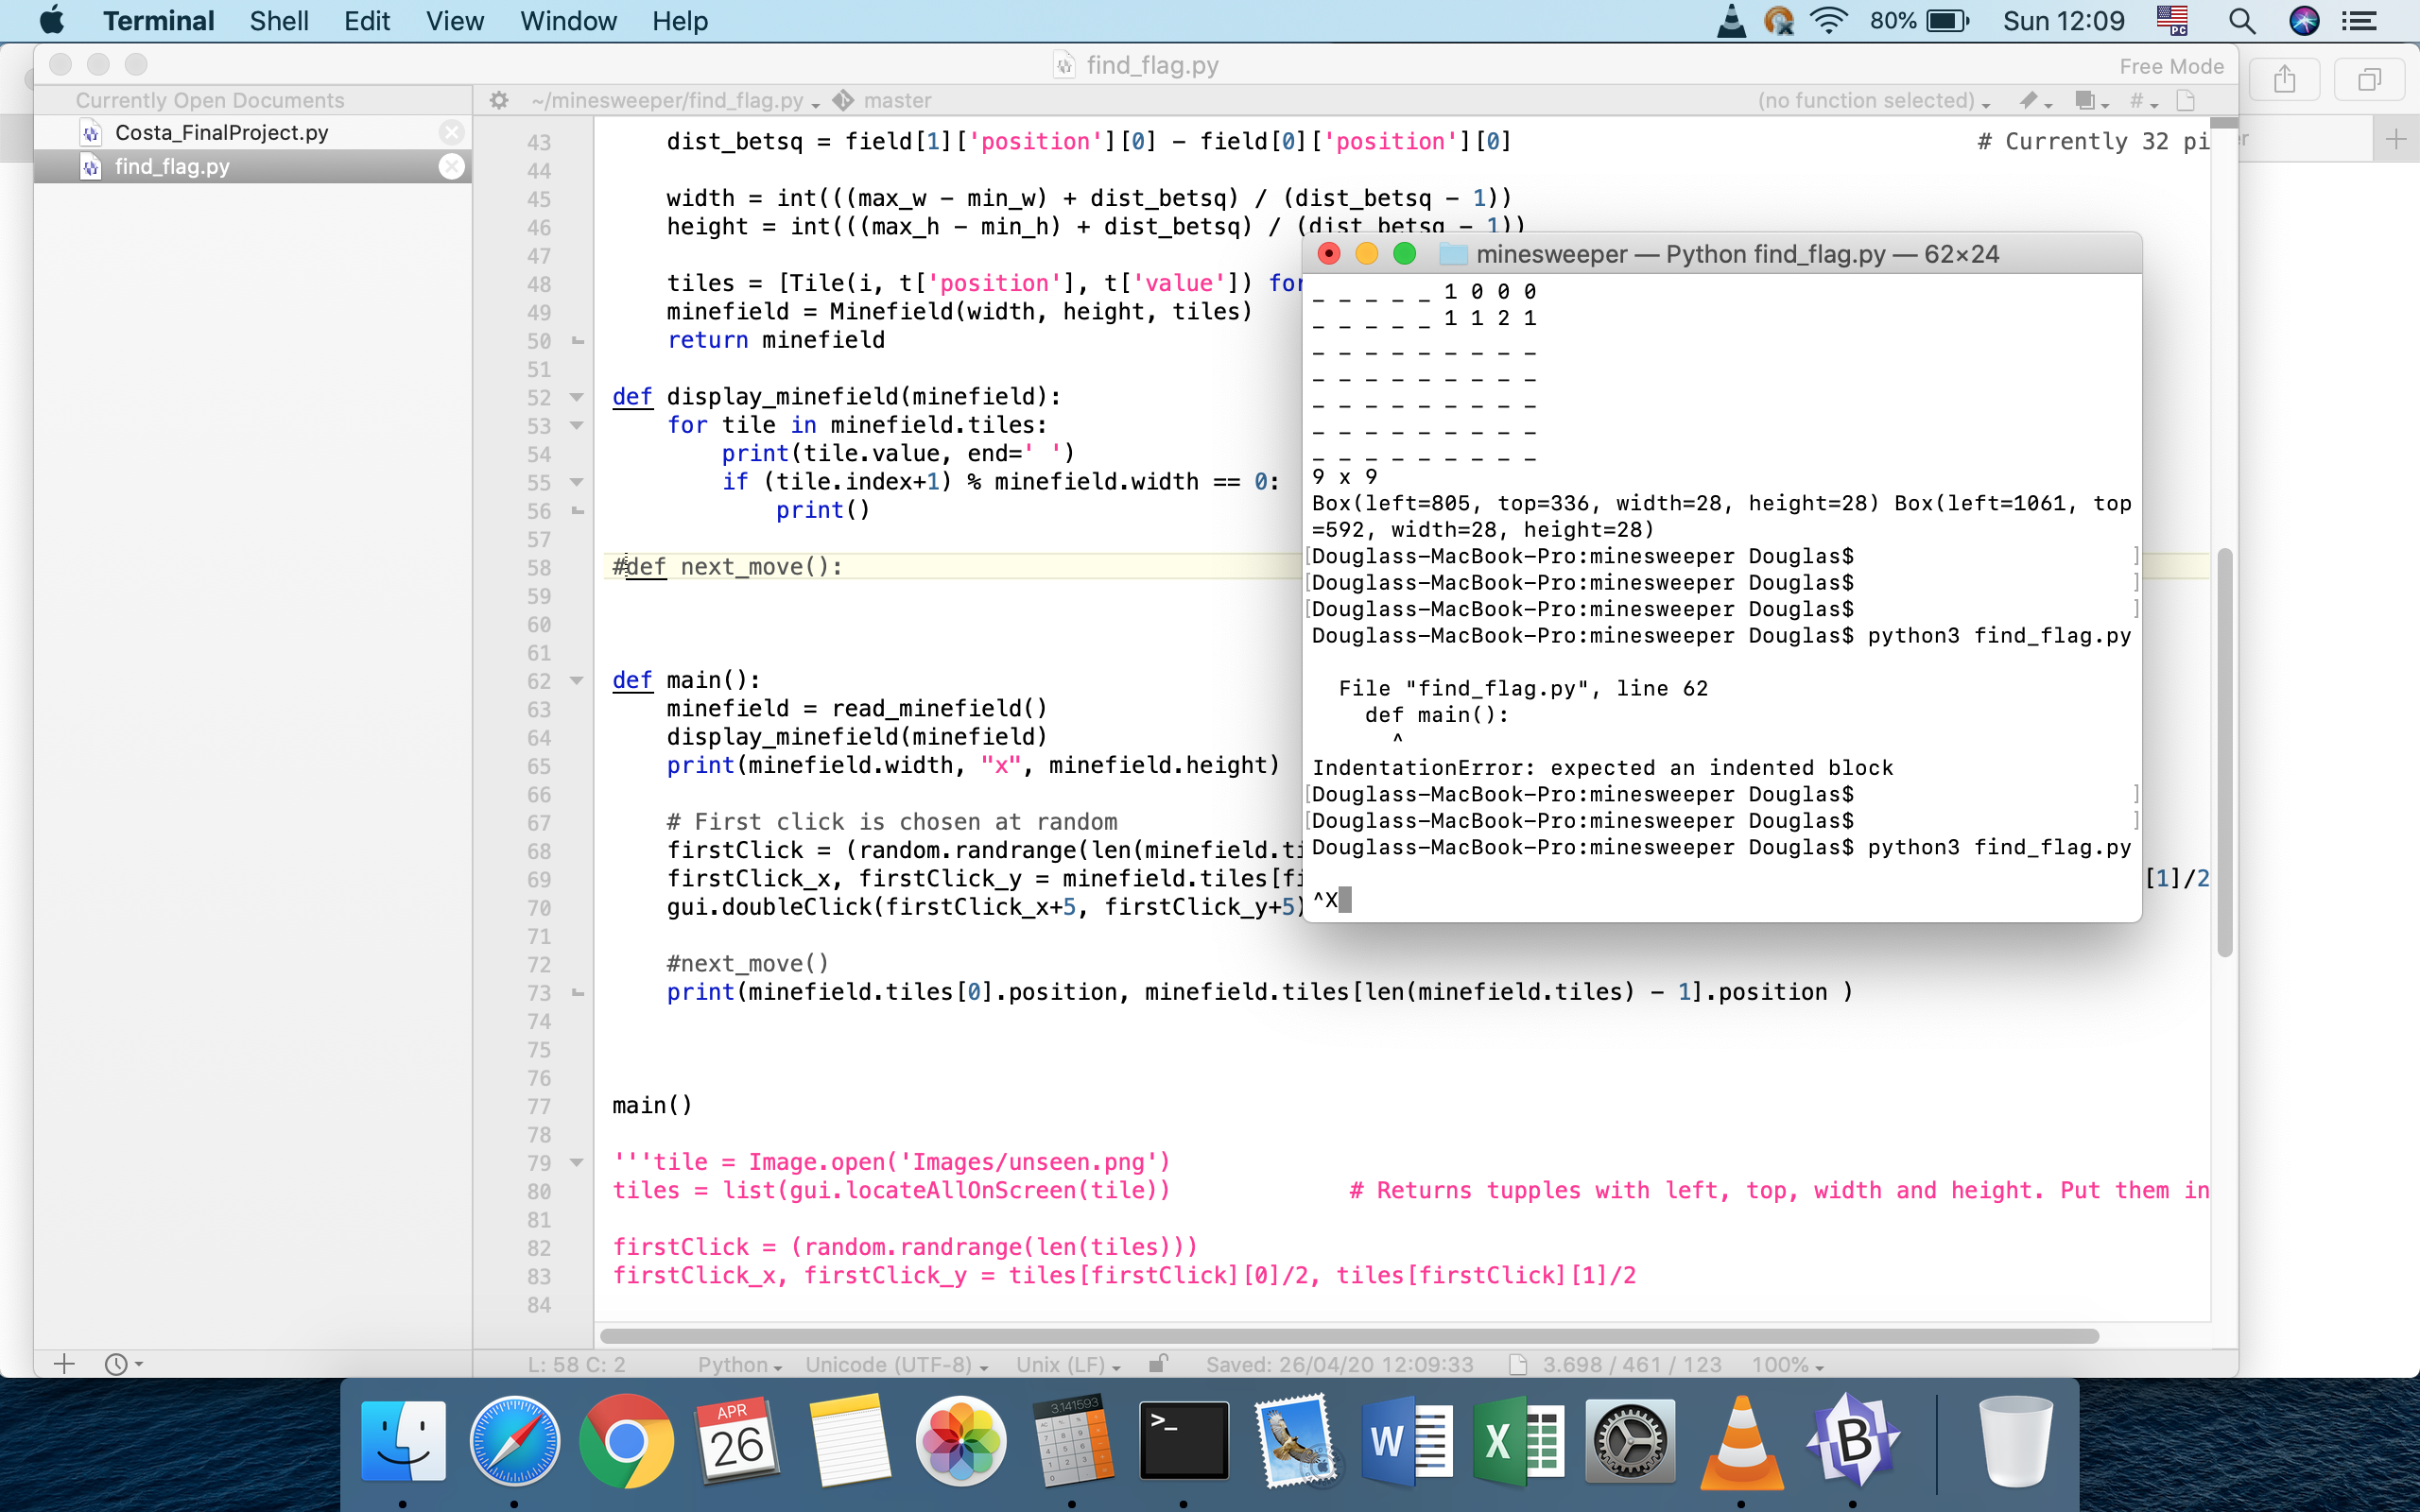 Terminal Shell Edit View Window Help 80% Sun 12:09 PC
find_flag.py Free Mode
Currently Open Documents ~/minesweeper/find_flag.py master (no function selected) #
Costa_FinalProject.py
find_flag.py
43 dist_betsq = field[1]['position'][0] - field[0]['position'][0] # Currently 32 pi
44
45 width = int(((max_w - min_w) + dist_betsq) / (dist_betsq - 1))
46 height = int(((max_h - min_h) + dist_betsq) / (dist_betsq - 1))
47
48 tiles = [Tile(i, t['position'], t['value']) for
49 minefield = Minefield(width, height, tiles)
50 return minefield
51
52 def display_minefield(minefield):
53 for tile in minefield.tiles:
54 print(tile.value, end=' ')
55 if (tile.index+1) % minefield.width == 0:
56 print()
57
58 #def next_move():
59
60
61
62 def main():
63 minefield = read_minefield()
64 display_minefield(minefield)
65 print(minefield.width, "x", minefield.height)
66
67 # First click is chosen at random
68 firstClick = (random.randrange(len(minefield.ti
69 firstClick_x, firstClick_y = minefield.tiles[fi [1]/2
70 gui.doubleClick(firstClick_x+5, firstClick_y+5)
71
72 #next_move()
73 print(minefield.tiles[0].position, minefield.tiles[len(minefield.tiles) - 1].position )
74
75
76
77 main()
78
79 '''tile = Image.open('Images/unseen.png')
80 tiles = list(gui.locateAllOnScreen(tile)) # Returns tupples with left, top, width and height. Put them in
81
82 firstClick = (random.randrange(len(tiles)))
83 firstClick_x, firstClick_y = tiles[firstClick][0]/2, tiles[firstClick][1]/2
84
minesweeper — Python find_flag.py — 62×24
_ _ _ _ _ 1 0 0 0
_ _ _ _ _ 1 1 2 1
_ _ _ _ _ _ _ _ _
_ _ _ _ _ _ _ _ _
_ _ _ _ _ _ _ _ _
_ _ _ _ _ _ _ _ _
_ _ _ _ _ _ _ _ _
9 x 9
Box(left=805, top=336, width=28, height=28) Box(left=1061, top
=592, width=28, height=28)
[Douglass-MacBook-Pro:minesweeper Douglas$ ]
[Douglass-MacBook-Pro:minesweeper Douglas$ ]
[Douglass-MacBook-Pro:minesweeper Douglas$ ]
Douglass-MacBook-Pro:minesweeper Douglas$ python3 find_flag.py
File "find_flag.py", line 62
def main():
^
IndentationError: expected an indented block
[Douglass-MacBook-Pro:minesweeper Douglas$ ]
[Douglass-MacBook-Pro:minesweeper Douglas$ ]
Douglass-MacBook-Pro:minesweeper Douglas$ python3 find_flag.py
^X
L: 58 C: 2 Python Unicode (UTF-8) Unix (LF) Saved: 26/04/20 12:09:33 3.698 / 461 / 123 100%
APR
26
3.141593
>_
W
X
B